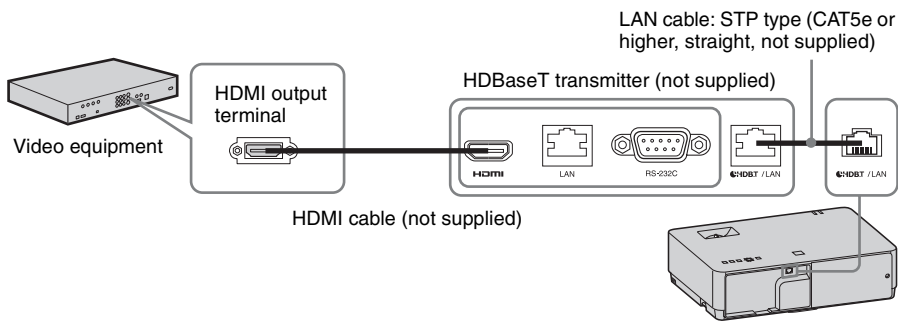 LAN cable: STP type (CAT5e or
higher, straight, not supplied)
HDBaseT transmitter (not supplied)
HDMI output
terminal
Video equipment
HDMI
LAN
RS-232C
HDBT / LAN
HDBT / LAN
HDMI cable (not supplied)